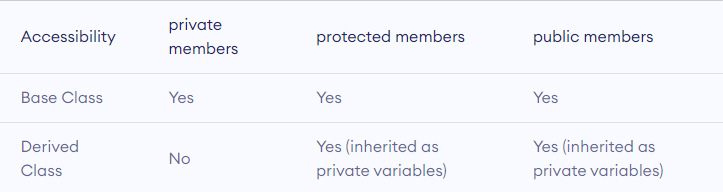 Accessibility private members protected members public members
Base Class Yes Yes Yes
Derived Class No Yes (inherited as private variables) Yes (inherited as private variables)